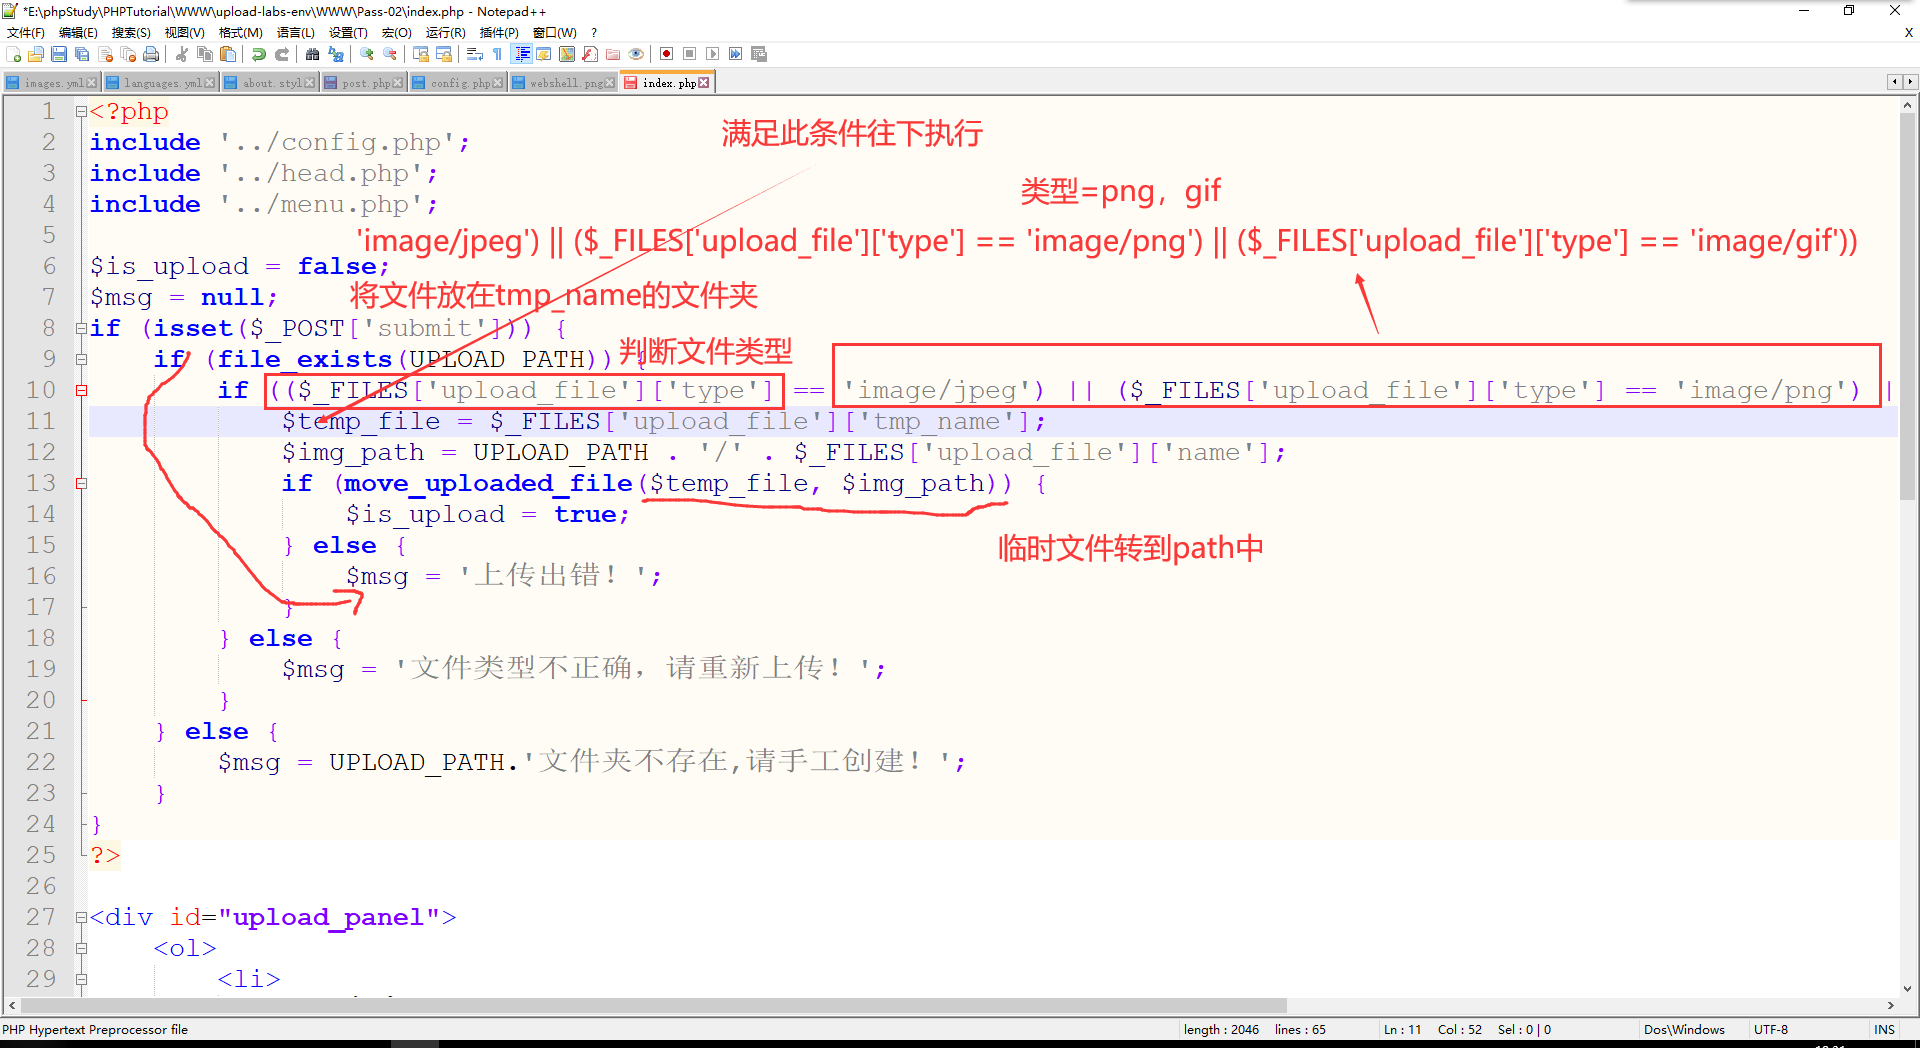 *E:\phpStudy\PHPTutorial\WWW\upload-labs-env\WWW\Pass-02\index.php - Notepad++
文件(F) 编辑(E) 搜索(S) 视图(V) 格式(M) 语言(L) 设置(T) 宏(O) 运行(R) 插件(P) 窗口(W) ? X
images.yml languages.yml about.styl post.php config.php webshell.png index.php
1 <?php
2 include '../config.php';
满足此条件往下执行
3 include '../head.php';
类型=png，gif
4 include '../menu.php';
5
'image/jpeg') || ($_FILES['upload_file']['type'] == 'image/png') || ($_FILES['upload_file']['type'] == 'image/gif'))
6 $is_upload = false;
7 $msg = null;
将文件放在tmp_name的文件夹
8 if (isset($_POST['submit'])) {
9 if (file_exists(UPLOAD_PATH)) {
判断文件类型
10 if (($_FILES['upload_file']['type'] == 'image/jpeg') || ($_FILES['upload_file']['type'] == 'image/png') |
11 $temp_file = $_FILES['upload_file']['tmp_name'];
12 $img_path = UPLOAD_PATH . '/' . $_FILES['upload_file']['name'];
13 if (move_uploaded_file($temp_file, $img_path)) {
14 $is_upload = true;
15 } else {
临时文件转到path中
16 $msg = '上传出错！';
17 }
18 } else {
19 $msg = '文件类型不正确，请重新上传！';
20 }
21 } else {
22 $msg = UPLOAD_PATH.'文件夹不存在,请手工创建！';
23 }
24 }
25 ?>
26
27 <div id="upload_panel">
28 <ol>
29 <li>
PHP Hypertext Preprocessor file length : 2046 lines : 65 Ln : 11 Col : 52 Sel : 0 | 0 Dos\Windows UTF-8 INS